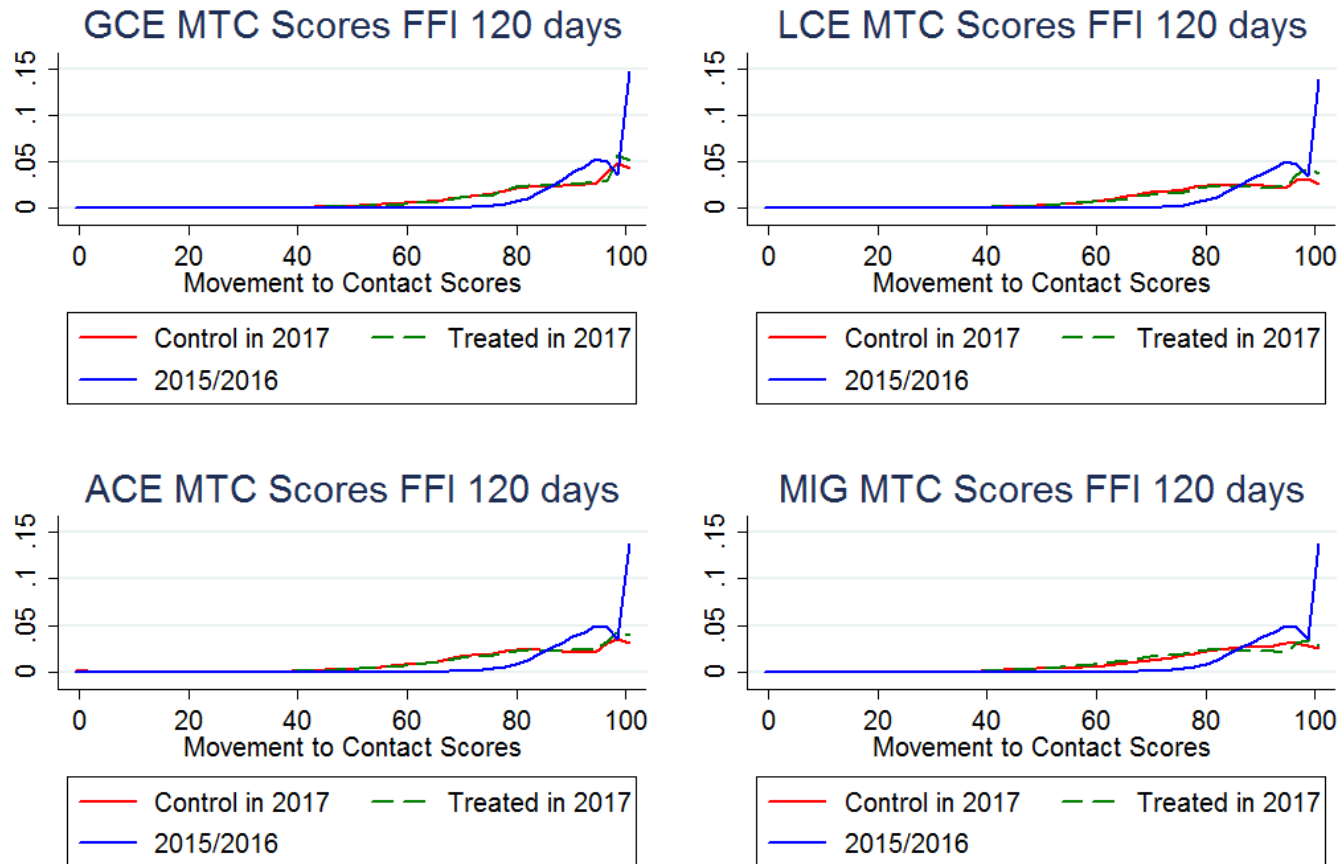 GCE MTC Scores FFI 120 days
.15
.1
.05
0
0 20 40 60 80 100
Movement to Contact Scores
Control in 2017 Treated in 2017
2015/2016
LCE MTC Scores FFI 120 days
.15
.1
.05
0
0 20 40 60 80 100
Movement to Contact Scores
Control in 2017 Treated in 2017
2015/2016
ACE MTC Scores FFI 120 days
.15
.1
.05
0
0 20 40 60 80 100
Movement to Contact Scores
Control in 2017 Treated in 2017
2015/2016
MIG MTC Scores FFI 120 days
.15
.1
.05
0
0 20 40 60 80 100
Movement to Contact Scores
Control in 2017 Treated in 2017
2015/2016